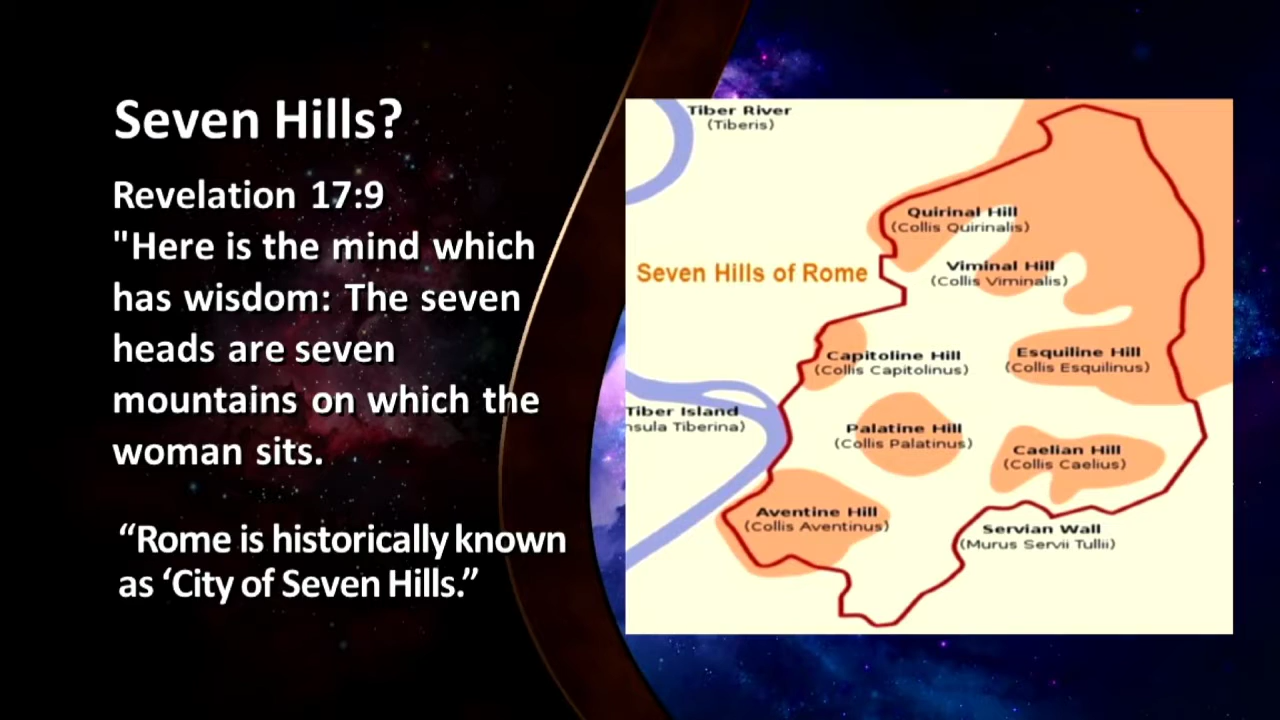 Seven Hills?
Revelation 17:9
"Here is the mind which
has wisdom: The seven
heads are seven
mountains on which the
woman sits.
“Rome is historically known
as ‘City of Seven Hills.”
Tiber River
(Tiberis)
Quirinal Hill
(Collis Quirinalis)
Seven Hills of Rome
Viminal Hill
(Collis Viminalis)
Capitoline Hill
(Collis Capitolinus)
Esquiline Hill
(Collis Esquilinus)
Tiber Island
nsula Tiberina)
Palatine Hill
(Collis Palatinus)
Caelian Hill
(Collis Caelius)
Aventine Hill
(Collis Aventinus)
Servian Wall
(Murus Servii Tullii)